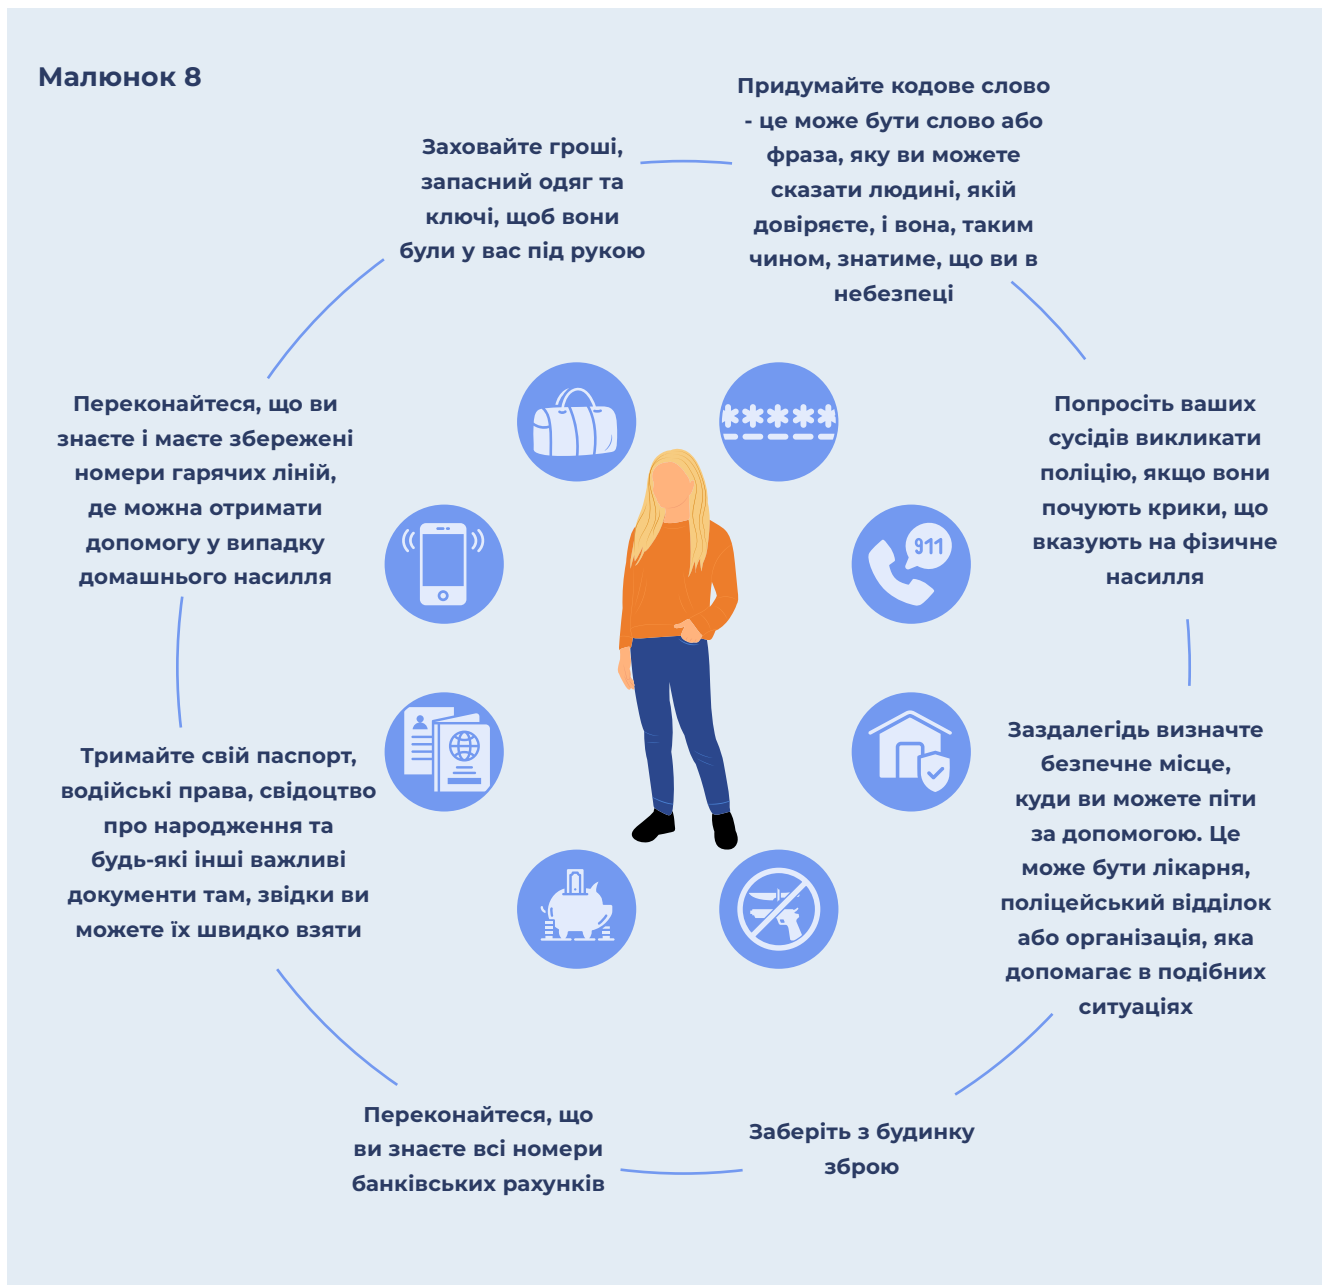 Малюнок 8
Придумайте кодове слово
- це може бути слово або
фраза, яку ви можете
сказати людині, якій
довіряєте, і вона, таким
чином, знатиме, що ви в
небезпеці
Попросіть ваших
сусідів викликати
поліцію, якщо вони
почують крики, що
вказують на фізичне
насилля
Заздалегідь визначте
безпечне місце,
куди ви можете піти
за допомогою. Це
може бути лікарня,
поліцейський відділок
або організація, яка
допомагає в подібних
ситуаціях
Заберіть з будинку
зброю
Переконайтеся, що
ви знаєте всі номери
банківських рахунків
Тримайте свій паспорт,
водійські права, свідоцтво
про народження та
будь-які інші важливі
документи там, звідки ви
можете їх швидко взяти
Переконайтеся, що ви
знаєте і маєте збережені
номери гарячих ліній,
де можна отримати
допомогу у випадку
домашнього насилля
Заховайте гроші,
запасний одяг та
ключі, щоб вони
були у вас під рукою
*****
911